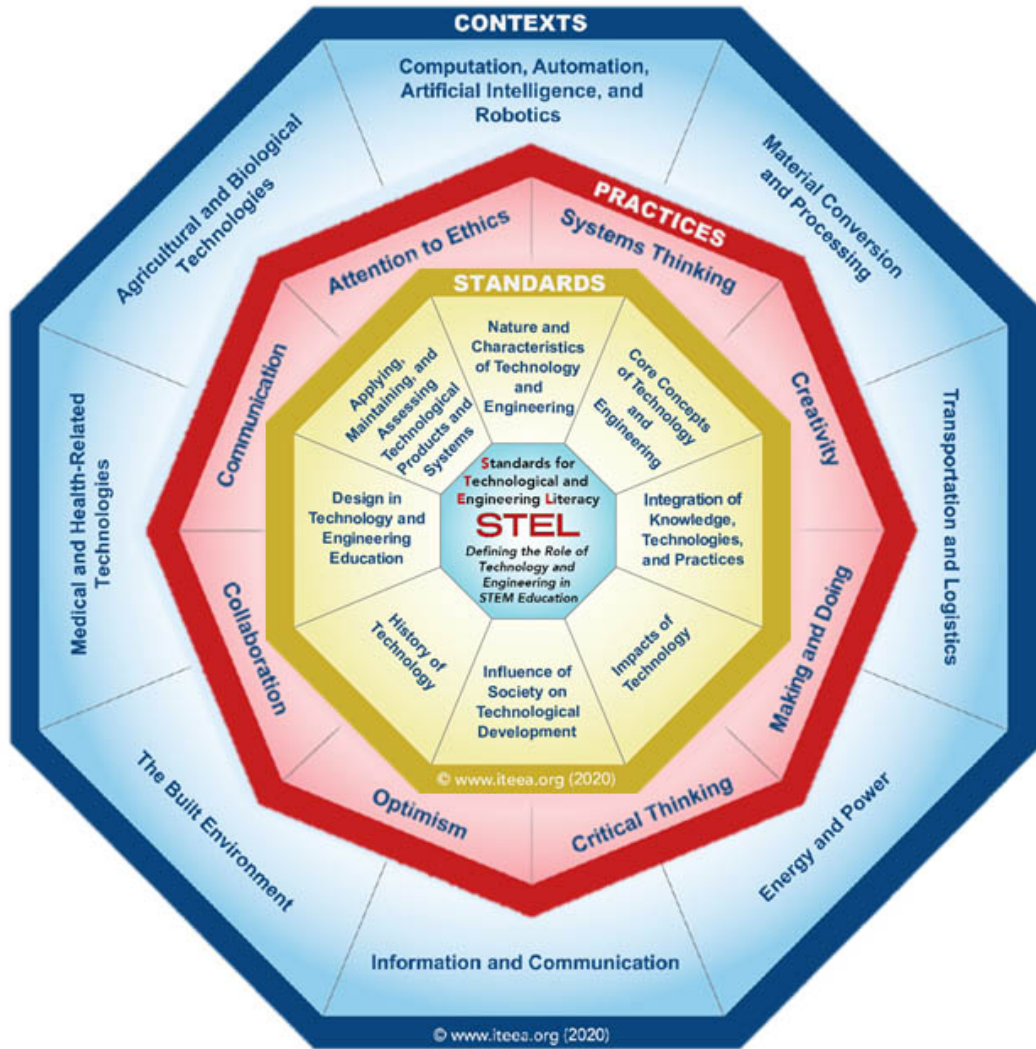 CONTEXTS
Computation, Automation,
Artificial Intelligence, and
Robotics
Material Conversion
and Processing
Transportation and Logistics
Energy and Power
Information and Communication
The Built Environment
Medical and Health-Related
Technologies
Agricultural and Biological
Technologies
PRACTICES
Systems Thinking
Creativity
Making and Doing
Critical Thinking
Optimism
Collaboration
Communication
Attention to Ethics
STANDARDS
Nature and
Characteristics
of Technology
and
Engineering
Core Concepts
of Technology
and
Engineering
Integration of
Knowledge,
Technologies,
and Practices
Impacts of
Technology
Influence of
Society on
Technological
Development
History of
Technology
Design in
Technology and
Engineering
Education
Applying,
Maintaining, and
Assessing
Technological
Products and
Systems
Standards for
Technological and
Engineering Literacy
STEL
Defining the Role of
Technology and
Engineering in
STEM Education
© www.iteea.org (2020)
© www.iteea.org (2020)